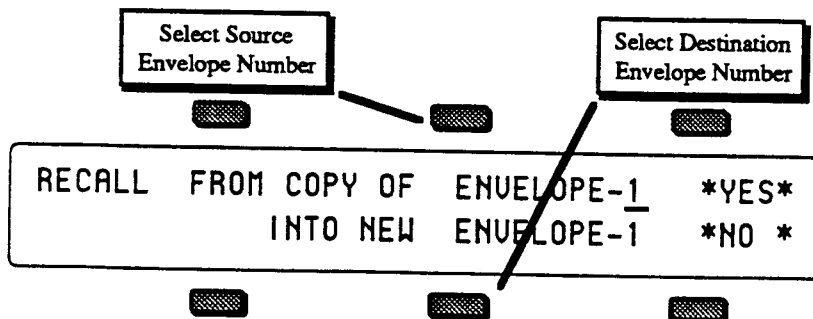 Select Source
Envelope Number
Select Destination
Envelope Number
RECALL FROM COPY OF ENVELOPE-1 *YES*
INTO NEW ENVELOPE-1 *NO *